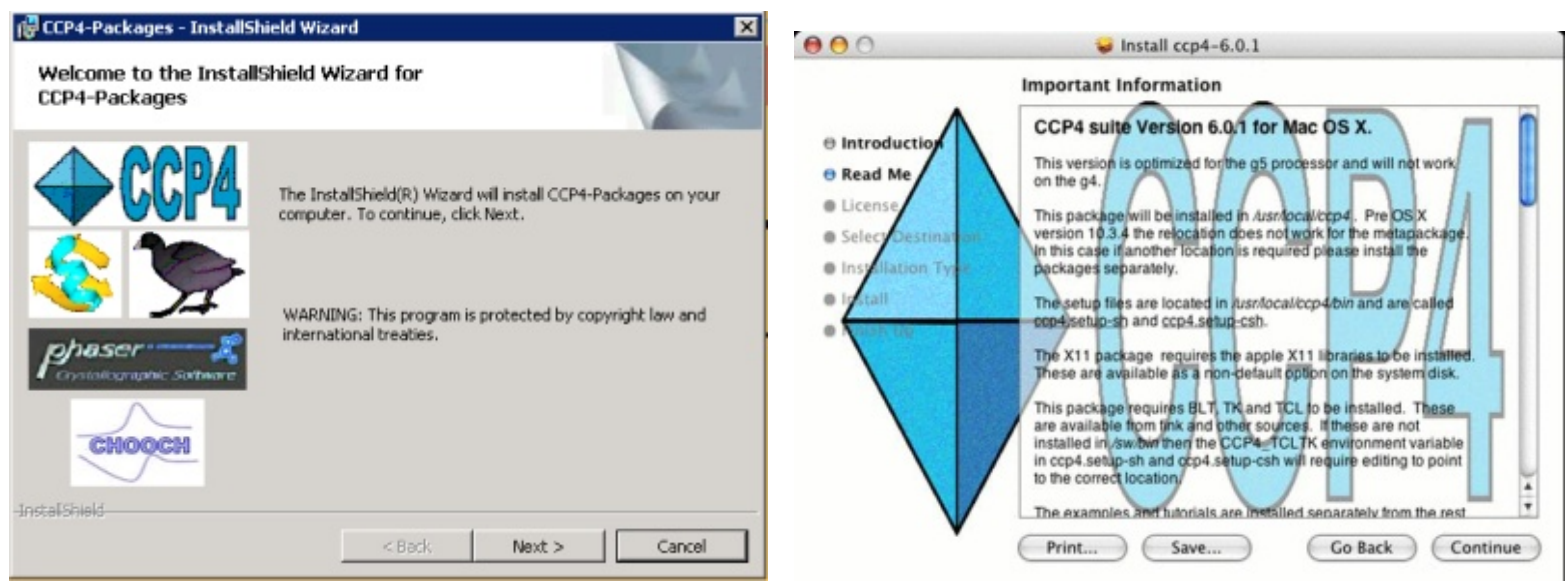 CCP4-Packages - InstallShield Wizard
Welcome to the InstallShield Wizard for
CCP4-Packages
CCP4
The InstallShield(R) Wizard will install CCP4-Packages on your
computer. To continue, click Next.
WARNING: This program is protected by copyright law and
international treaties.
phaser
Crystallographic Software
CHOOCH
InstallShield
< Back
Next >
Cancel
Install ccp4-6.0.1
Important Information
Introduction
Read Me
License
Select Destination
Installation Type
Install
CCP4
CCP4 suite Version 6.0.1 for Mac OS X.
This version is optimized for the g5 processor and will not work
on the g4.
This package will be installed in /usr/local/ccp4 . Pre OS X
version 10.3.4 the relocation does not work for the metapackage.
In this case if another location is required please install the
packages separately.
The setup files are located in /usr/local/ccp4/bin and are called
ccp4.setup-sh and ccp4.setup-csh.
The X11 package requires the apple X11 libraries to be installed.
These are available as a non-default option on the system disk.
This package requires BLT, TK and TCL to be installed. These
are available from fink and other sources. If these are not
installed in /sw/bin then the CCP4_TCLTK environment variable
in ccp4.setup-sh and ccp4.setup-csh will require editing to point
to the correct location.
The examples and tutorials are installed separately from the rest
Print...
Save...
Go Back
Continue